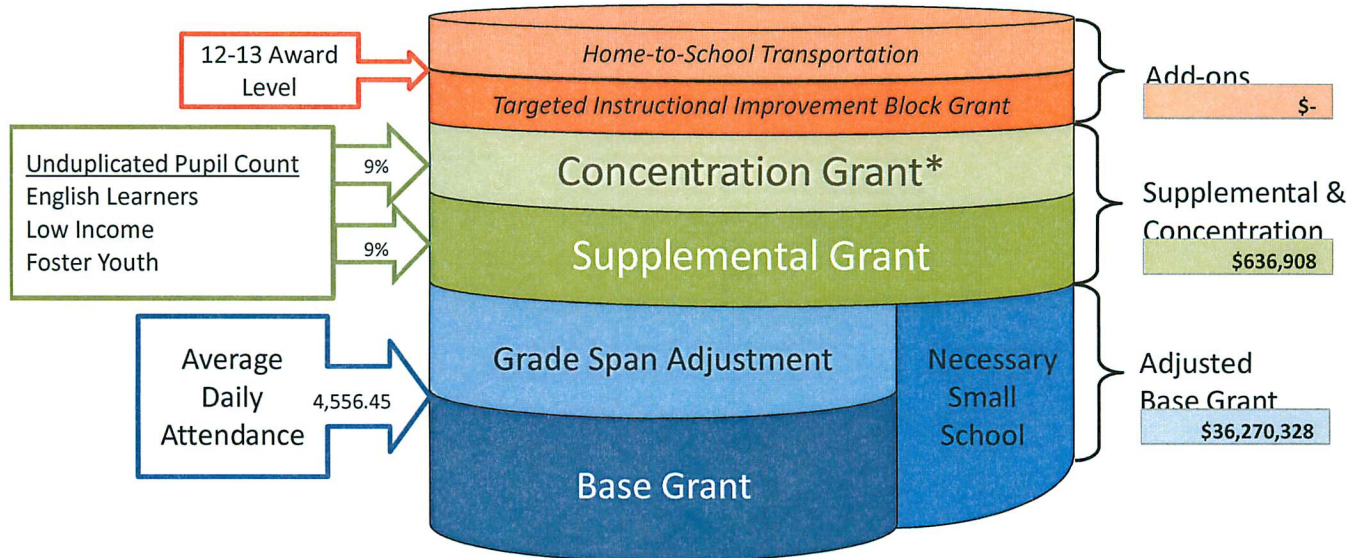 12-13 Award
Level
Home-to-School Transportation
Targeted Instructional Improvement Block Grant
Add-ons
$-
Unduplicated Pupil Count
English Learners
Low Income
Foster Youth
9%
9%
Concentration Grant*
Supplemental Grant
Supplemental &
Concentration
$636,908
Average
Daily
Attendance
4,556.45
Grade Span Adjustment
Base Grant
Necessary
Small
School
Adjusted
Base Grant
$36,270,328